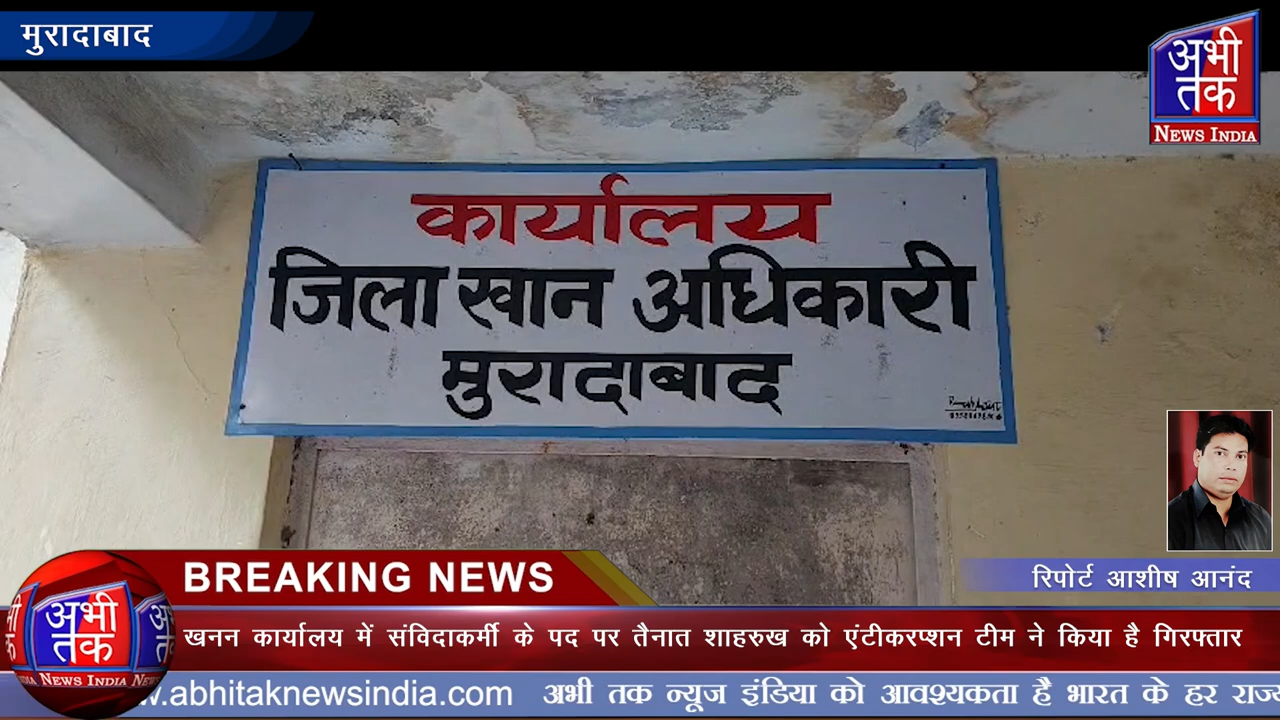 मुरादाबाद
अभी
तक
NEWS INDIA
कार्यालय
जिला खान अधिकारी
मुरादाबाद
BREAKING NEWS
रिपोर्ट आशीष आनंद
अभी
तक
NEWS INDIA
खनन कार्यालय में संविदाकर्मी के पद पर तैनात शाहरुख को एंटीकरप्शन टीम ने किया है गिरफ्तार
www.abhitaknewsindia.com अभी तक न्यूज इंडिया को आवश्यकता है भारत के हर राज्य